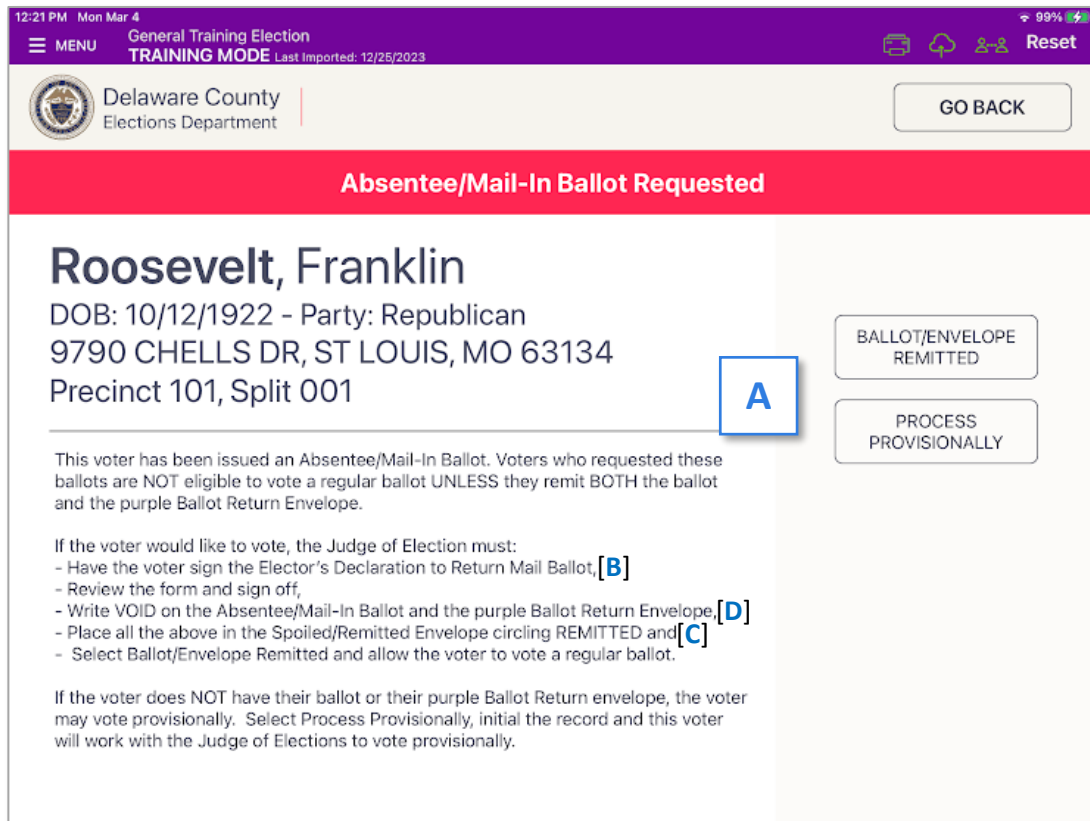 12:21 PM Mon Mar 4
99%
MENU
General Training Election
TRAINING MODE Last Imported: 12/25/2023
Reset
Delaware County
Elections Department
GO BACK
Absentee/Mail-In Ballot Requested
Roosevelt, Franklin
DOB: 10/12/1922 - Party: Republican
9790 CHELLS DR, ST LOUIS, MO 63134
Precinct 101, Split 001
A
BALLOT/ENVELOPE
REMITTED
PROCESS
PROVISIONALLY
This voter has been issued an Absentee/Mail-In Ballot. Voters who requested these
ballots are NOT eligible to vote a regular ballot UNLESS they remit BOTH the ballot
and the purple Ballot Return Envelope.
If the voter would like to vote, the Judge of Election must:
- Have the voter sign the Elector's Declaration to Return Mail Ballot,[B]
- Review the form and sign off,
- Write VOID on the Absentee/Mail-In Ballot and the purple Ballot Return Envelope,[D]
- Place all the above in the Spoiled/Remitted Envelope circling REMITTED and[C]
- Select Ballot/Envelope Remitted and allow the voter to vote a regular ballot.
If the voter does NOT have their ballot or their purple Ballot Return envelope, the voter
may vote provisionally. Select Process Provisionally, initial the record and this voter
will work with the Judge of Elections to vote provisionally.